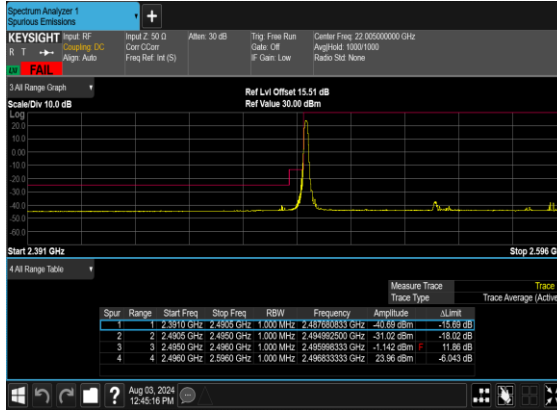 Spectrum Analyzer 1
Spurious Emissions
+
KEYSIGHT Input: RF Input Z: 50 Ω Atten: 30 dB Trig: Free Run Center Freq: 22.005000000 GHz
R T Coupling: DC Corr CCorr Gate: Off Avg|Hold: 1000/1000
Align: Auto Freq Ref: Int (S) IF Gain: Low Radio Std: None
FAIL
3 All Range Graph Ref Lvl Offset 15.51 dB
Scale/Div 10.0 dB Ref Value 30.00 dBm
Log
20.0
10.0
0.00
-10.0
-20.0
-30.0
-40.0
-50.0
-60.0
Start 2.391 GHz Stop 2.596 G
4 All Range Table
Measure Trace Trace
Trace Type Trace Average (Active
Spur Range Start Freq Stop Freq RBW Frequency Amplitude ΔLimit
1 1 2.3910 GHz 2.4905 GHz 1.000 MHz 2.487680833 GHz -40.69 dBm -15.69 dB
2 2 2.4905 GHz 2.4950 GHz 1.000 MHz 2.494992500 GHz -31.02 dBm -18.02 dB
3 3 2.4950 GHz 2.4960 GHz 1.000 MHz 2.495998333 GHz -1.142 dBm F 11.86 dB
4 4 2.4960 GHz 2.5960 GHz 1.000 MHz 2.496833333 GHz 23.96 dBm -6.043 dB
? Aug 03, 2024
12:45:16 PM